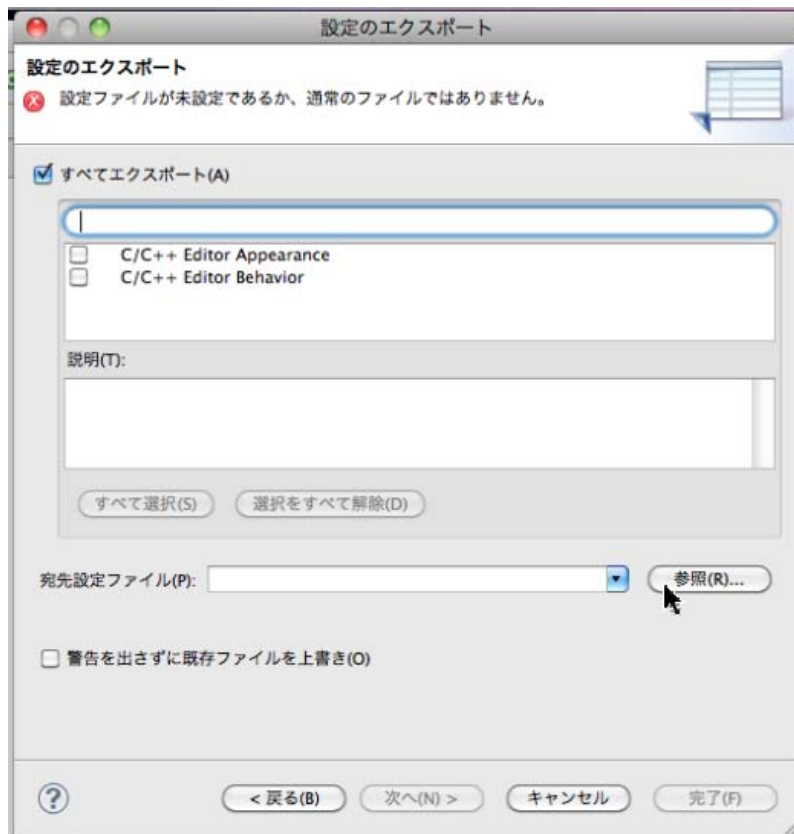 設定のエクスポート
設定のエクスポート
設定ファイルが未設定であるか、通常のファイルではありません。
すべてエクスポート(A)
C/C++ Editor Appearance
C/C++ Editor Behavior
説明(T):
すべて選択(S) 選択をすべて解除(D)
宛先設定ファイル(P): 参照(R)...
警告を出さずに既存ファイルを上書き(O)
? < 戻る(B) 次へ(N) > キャンセル 完了(F)